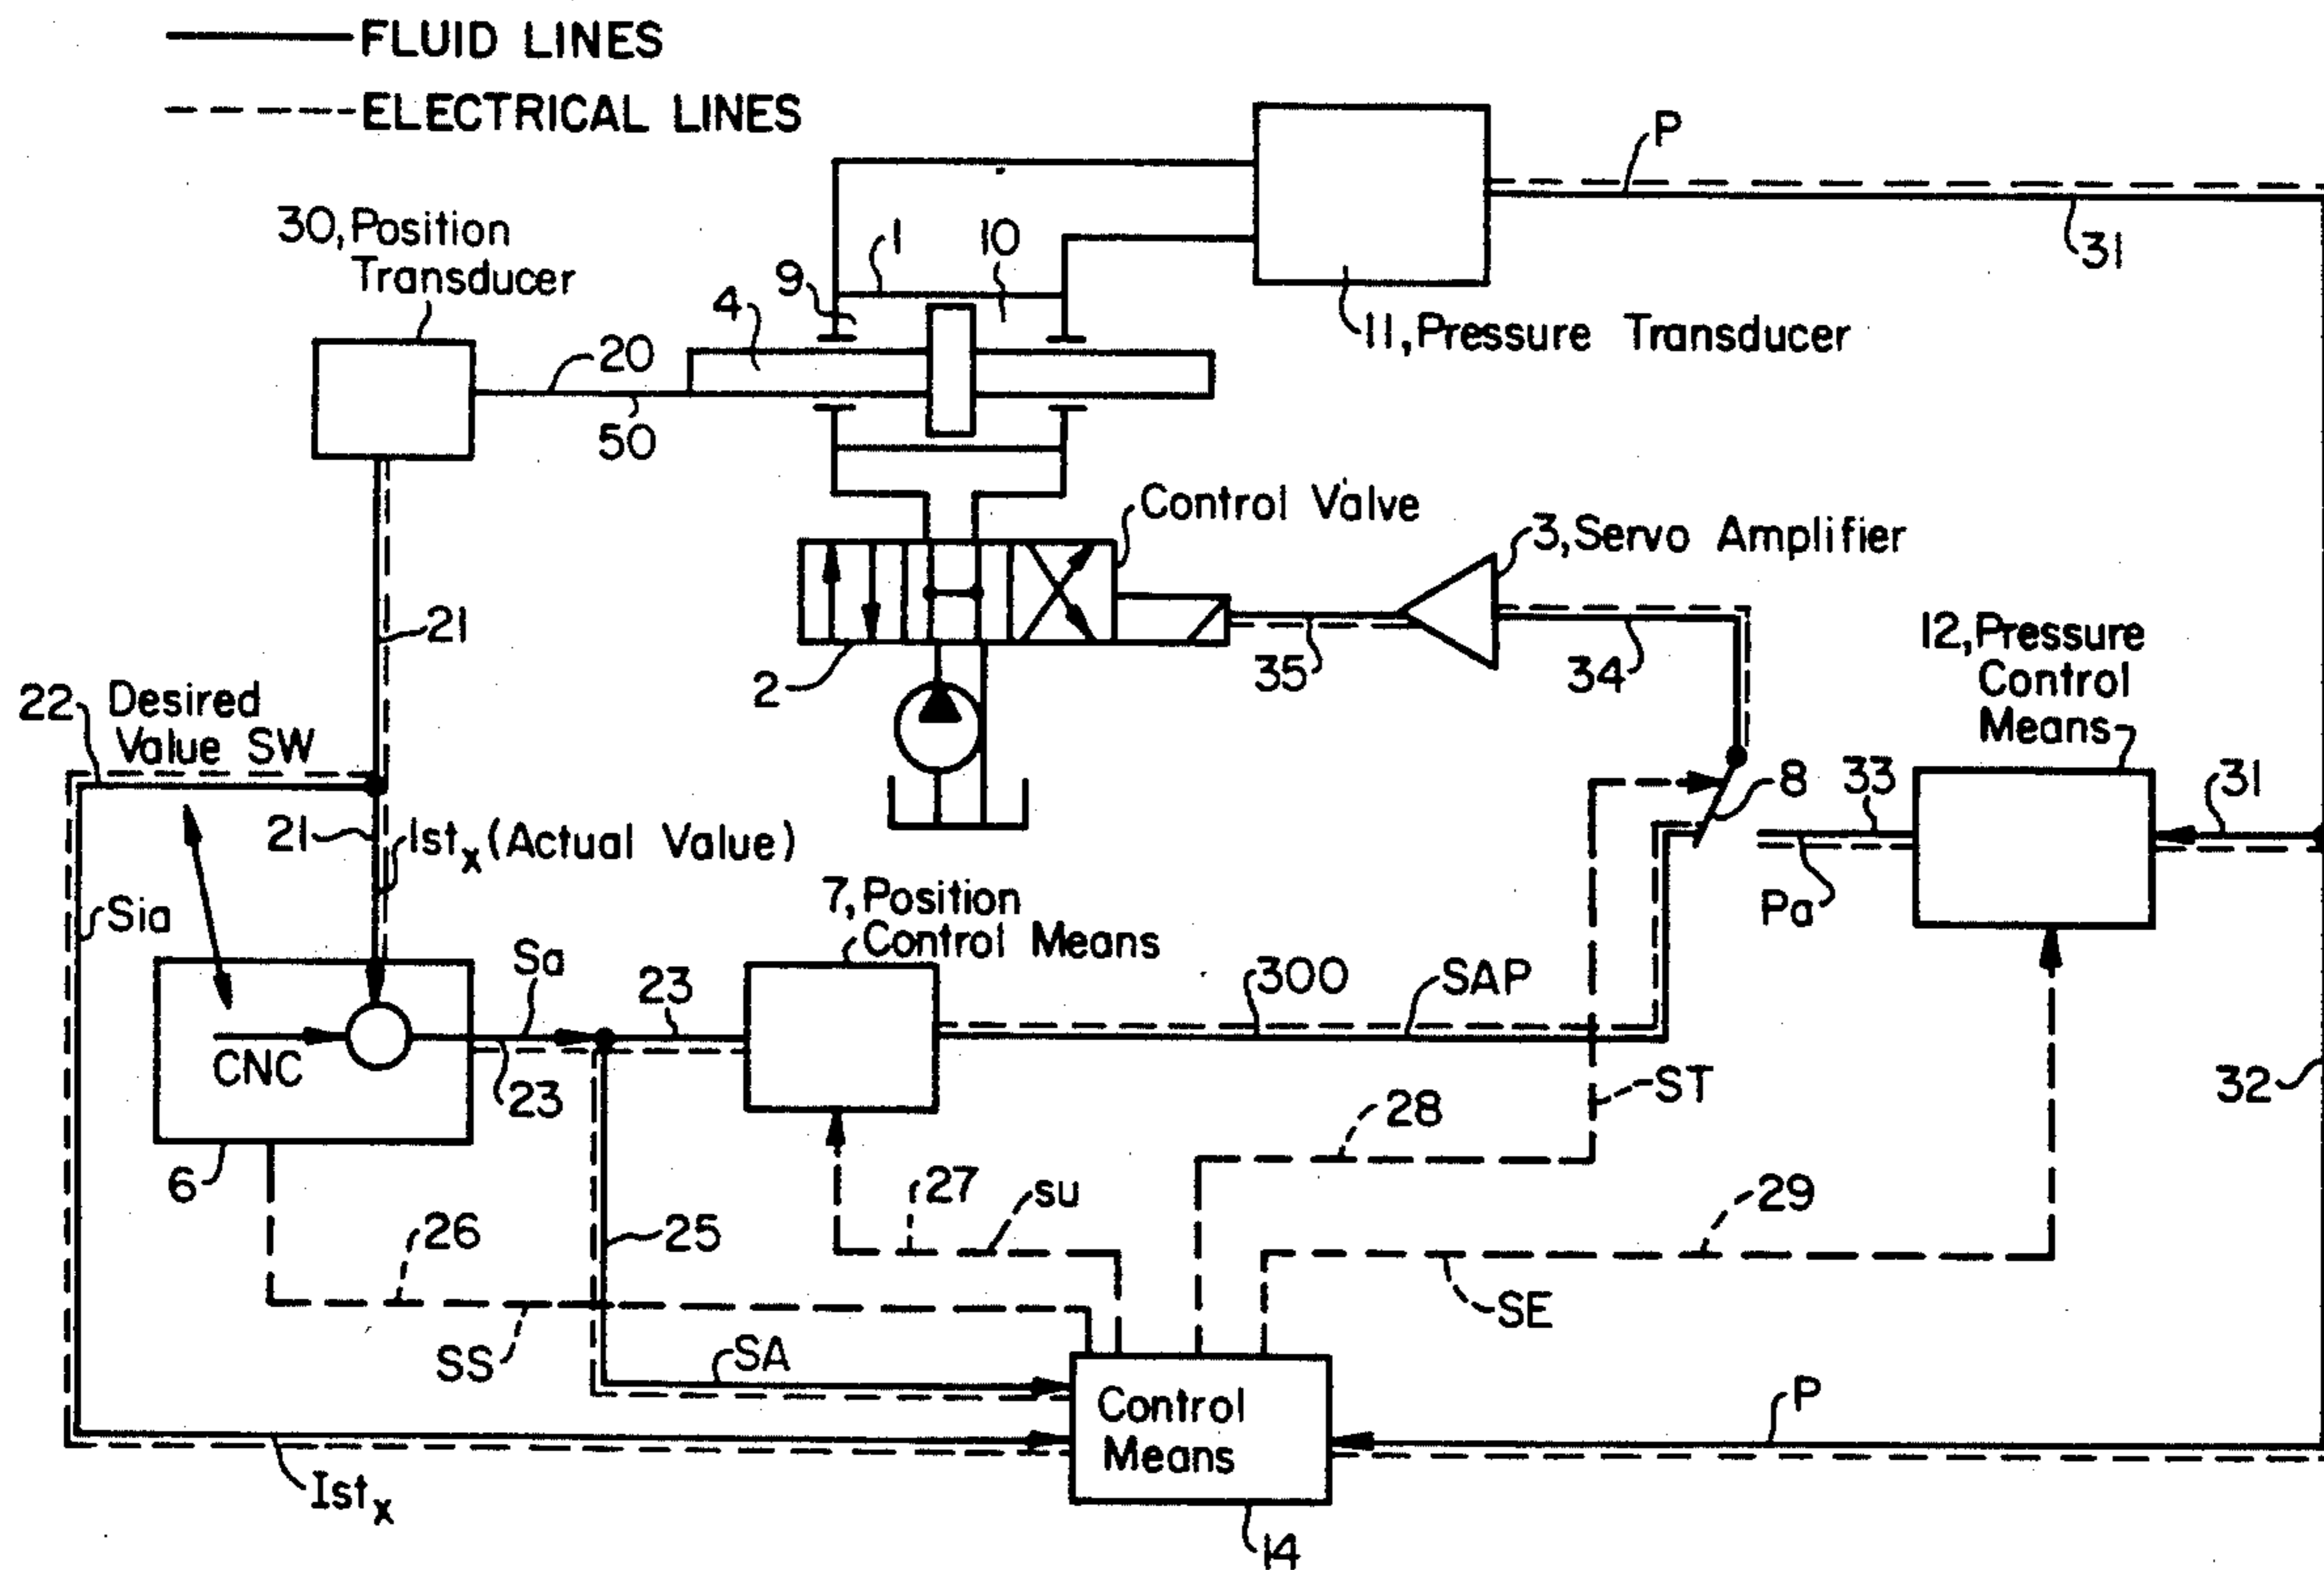 FLUID LINES
ELECTRICAL LINES
P
31
30, Position
Transducer
1
10
9
4
20
50
11, Pressure Transducer
Control Valve
3, Servo Amplifier
2
35
34
12, Pressure
Control
Means
21
22
Desired
Value SW
21
Istx (Actual Value)
8
33
31
Pa
Sia
7, Position
Control Means
Sa
23
300
SAP
CNC
23
ST
32
6
28
27
su
29
26
25
SE
SS
SA
P
Control
Means
Istx
14